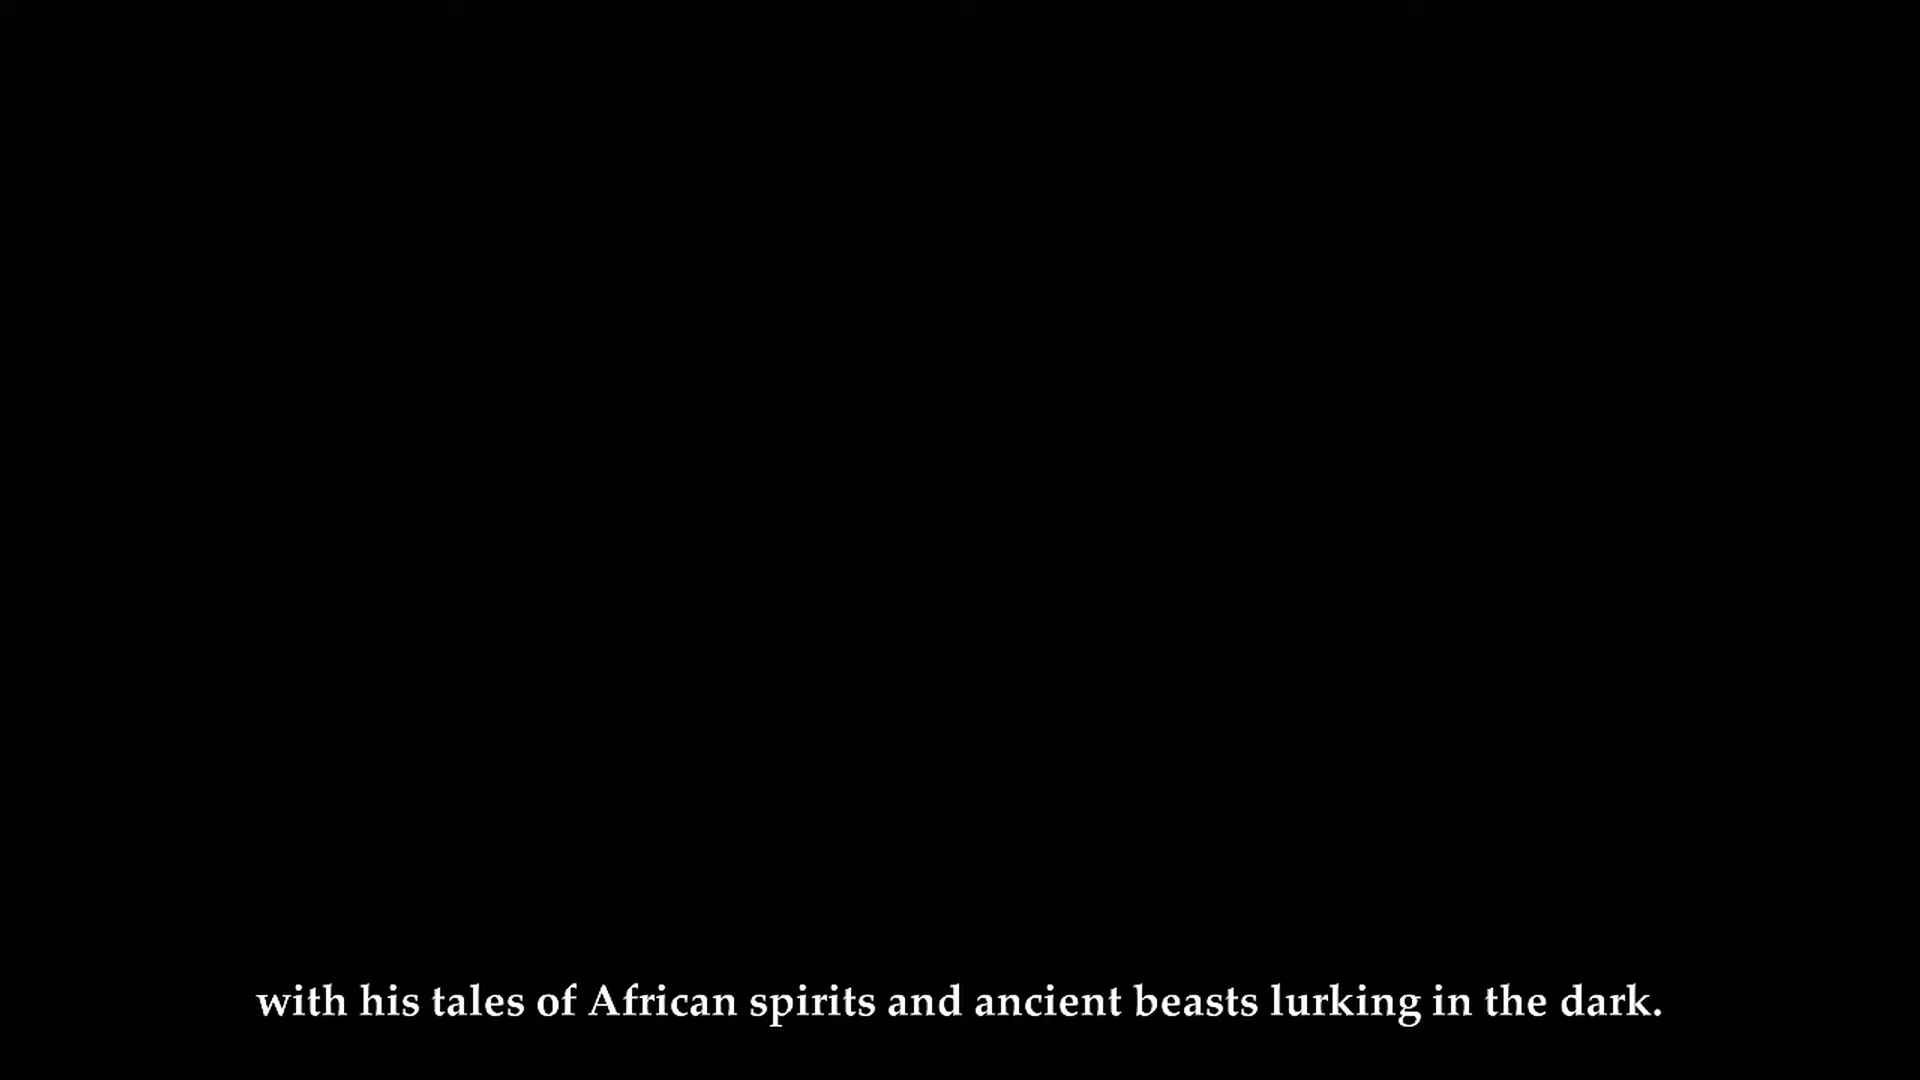 with his tales of African spirits and ancient beasts lurking in the dark.